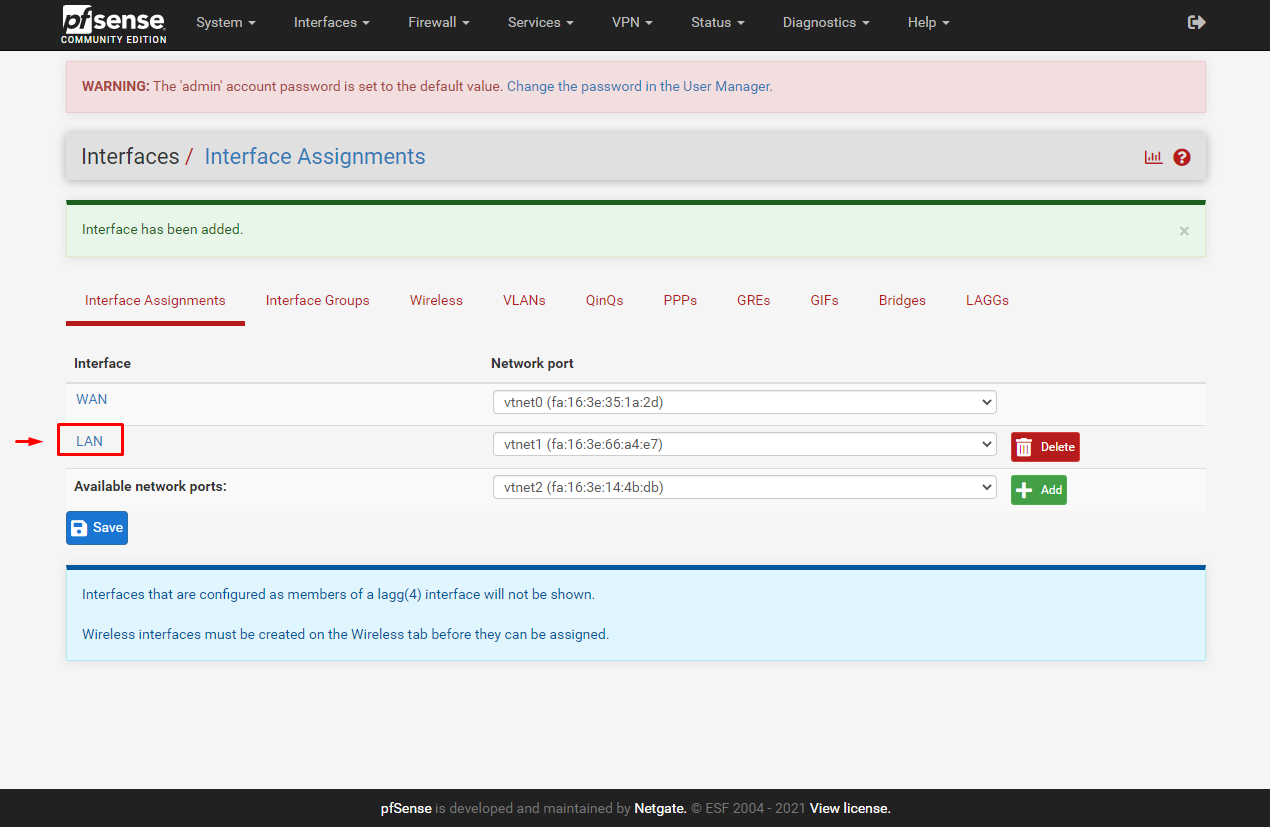 pfsense
COMMUNITY EDITION
System Interfaces Firewall Services VPN Status Diagnostics Help
WARNING: The 'admin' account password is set to the default value. Change the password in the User Manager.
Interfaces / Interface Assignments
Interface has been added.
×
Interface Assignments Interface Groups Wireless VLANs QinQs PPPs GREs GIFs Bridges LAGGs
Interface Network port
WAN vtnet0 (fa:16:3e:35:1a:2d)
LAN vtnet1 (fa:16:3e:66:a4:e7) Delete
Available network ports: vtnet2 (fa:16:3e:14:4b:db) Add
Save
Interfaces that are configured as members of a lagg(4) interface will not be shown.
Wireless interfaces must be created on the Wireless tab before they can be assigned.
pfSense is developed and maintained by Netgate. © ESF 2004 - 2021 View license.